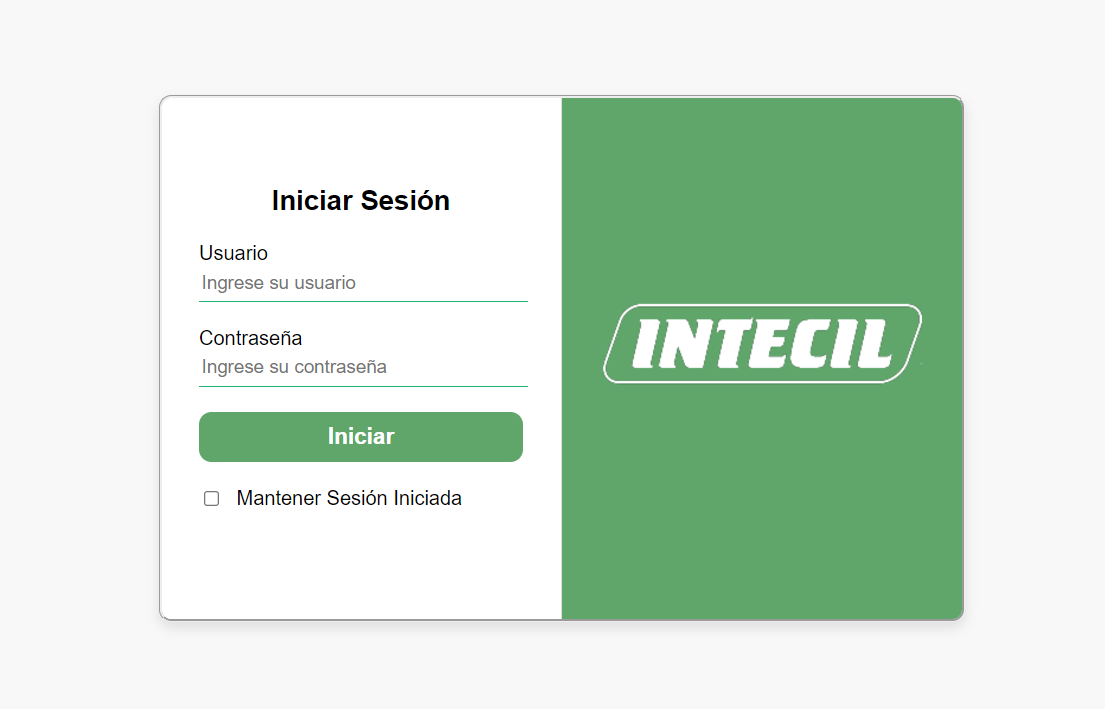 Iniciar Sesión
Usuario
Ingrese su usuario
Contraseña
Ingrese su contraseña
Iniciar
Mantener Sesión Iniciada
INTECIL